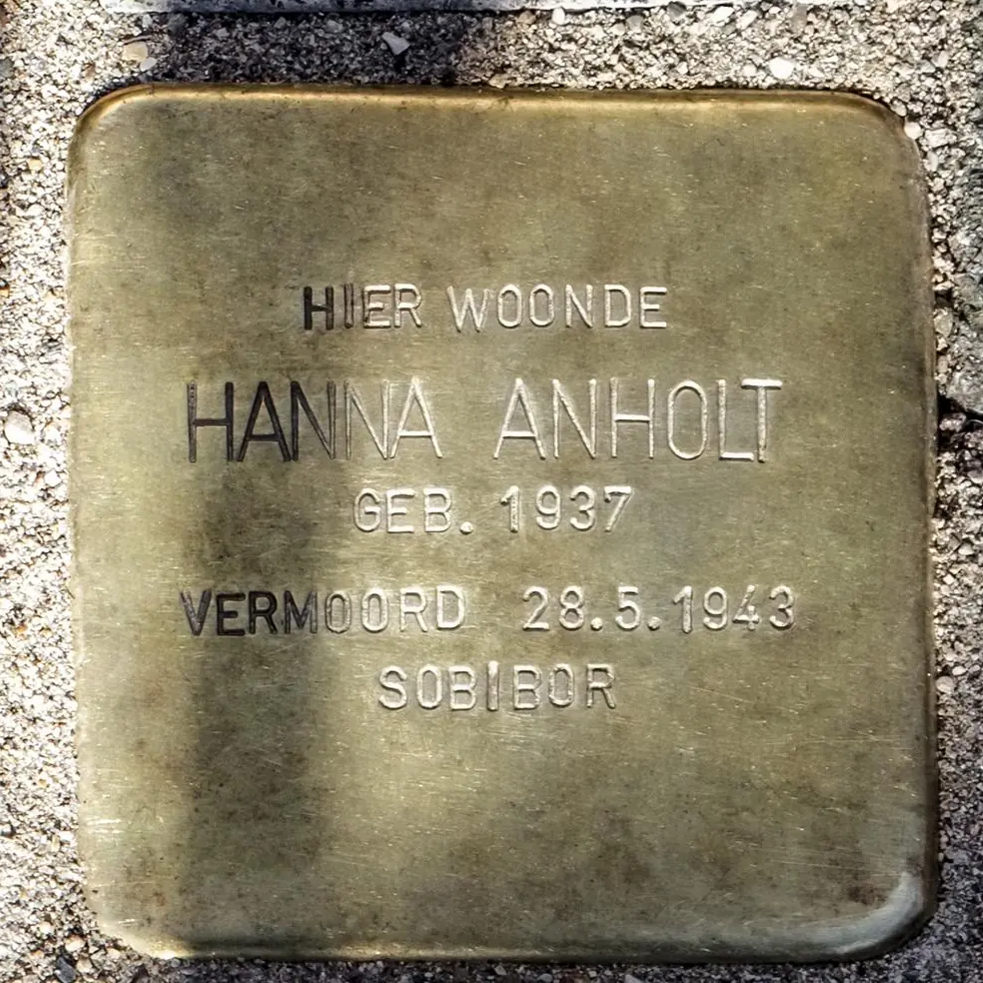 HIER WOONDE
HANNA ANHOLT
GEB. 1937
VERMOORD 28.5.1943
SOBIBOR